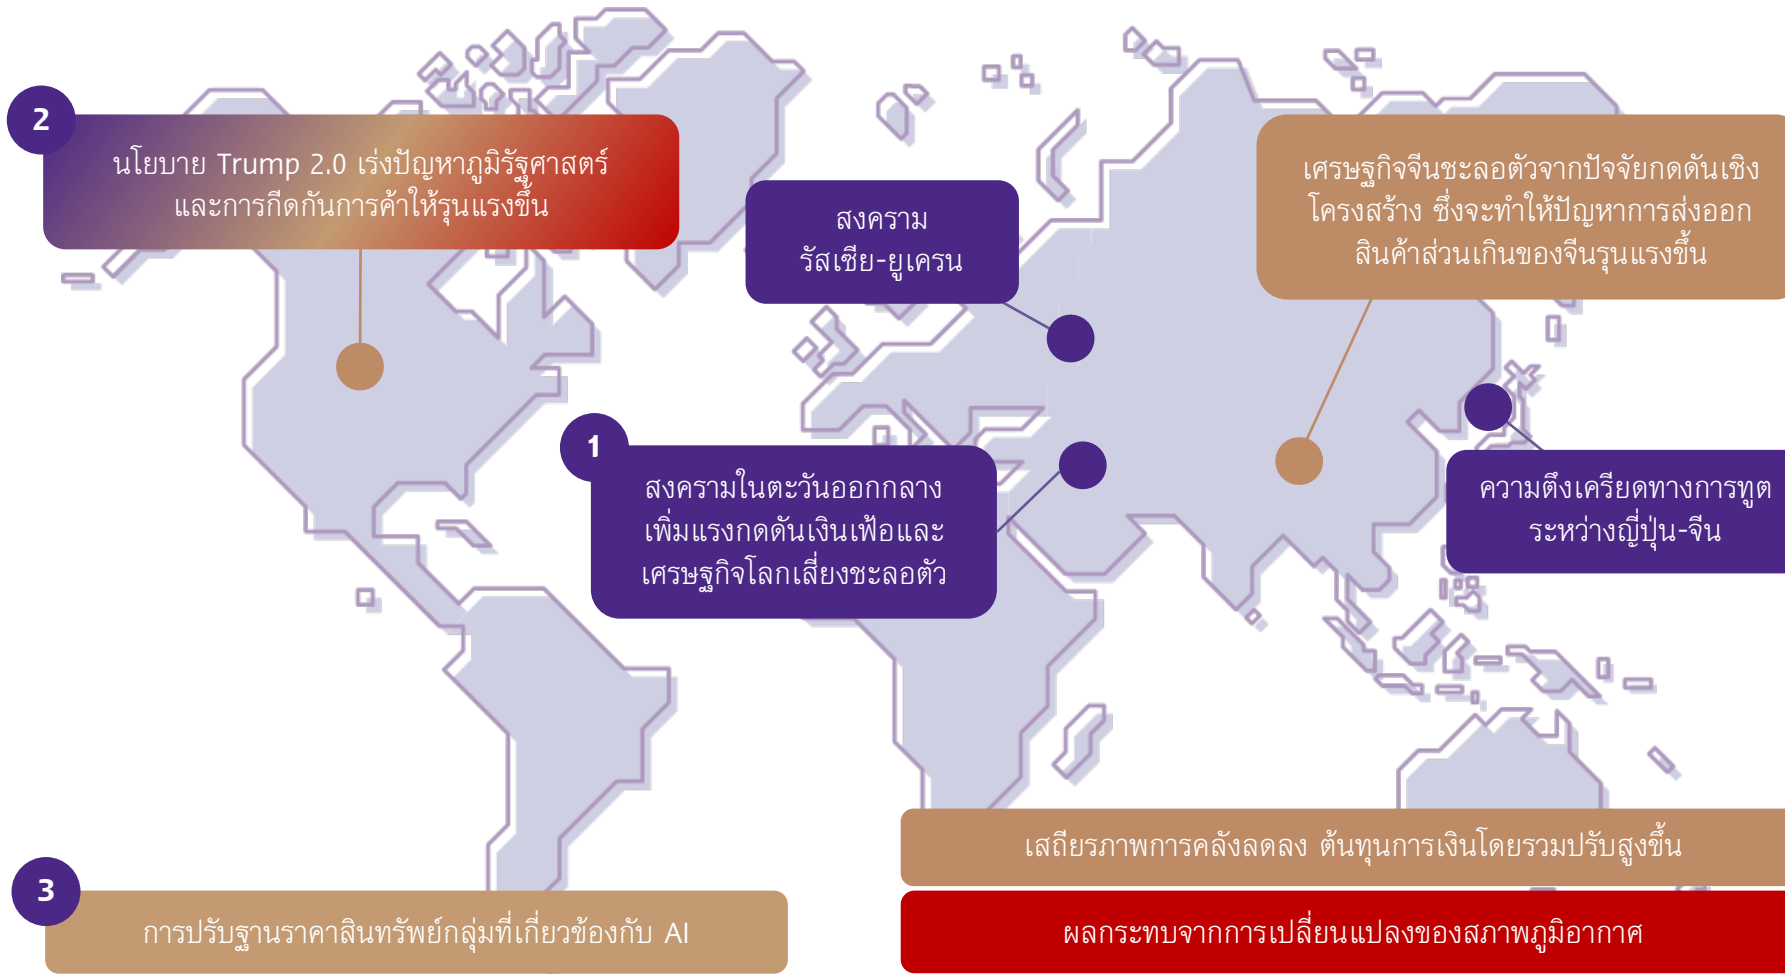 2
นโยบาย Trump 2.0 เร่งปัญหาภูมิรัฐศาสตร์
และการกีดกันการค้าให้รุนแรงขึ้น
สงคราม
รัสเซีย-ยูเครน
เศรษฐกิจจีนชะลอตัวจากปัจจัยกดดันเชิง
โครงสร้าง ซึ่งจะทำให้ปัญหาการส่งออก
สินค้าส่วนเกินของจีนรุนแรงขึ้น
1
สงครามในตะวันออกกลาง
เพิ่มแรงกดดันเงินเฟ้อและ
เศรษฐกิจโลกเสี่ยงชะลอตัว
ความตึงเครียดทางการทูต
ระหว่างญี่ปุ่น-จีน
เสถียรภาพการคลังลดลง ต้นทุนการเงินโดยรวมปรับสูงขึ้น
3
การปรับฐานราคาสินทรัพย์กลุ่มที่เกี่ยวข้องกับ AI
ผลกระทบจากการเปลี่ยนแปลงของสภาพภูมิอากาศ